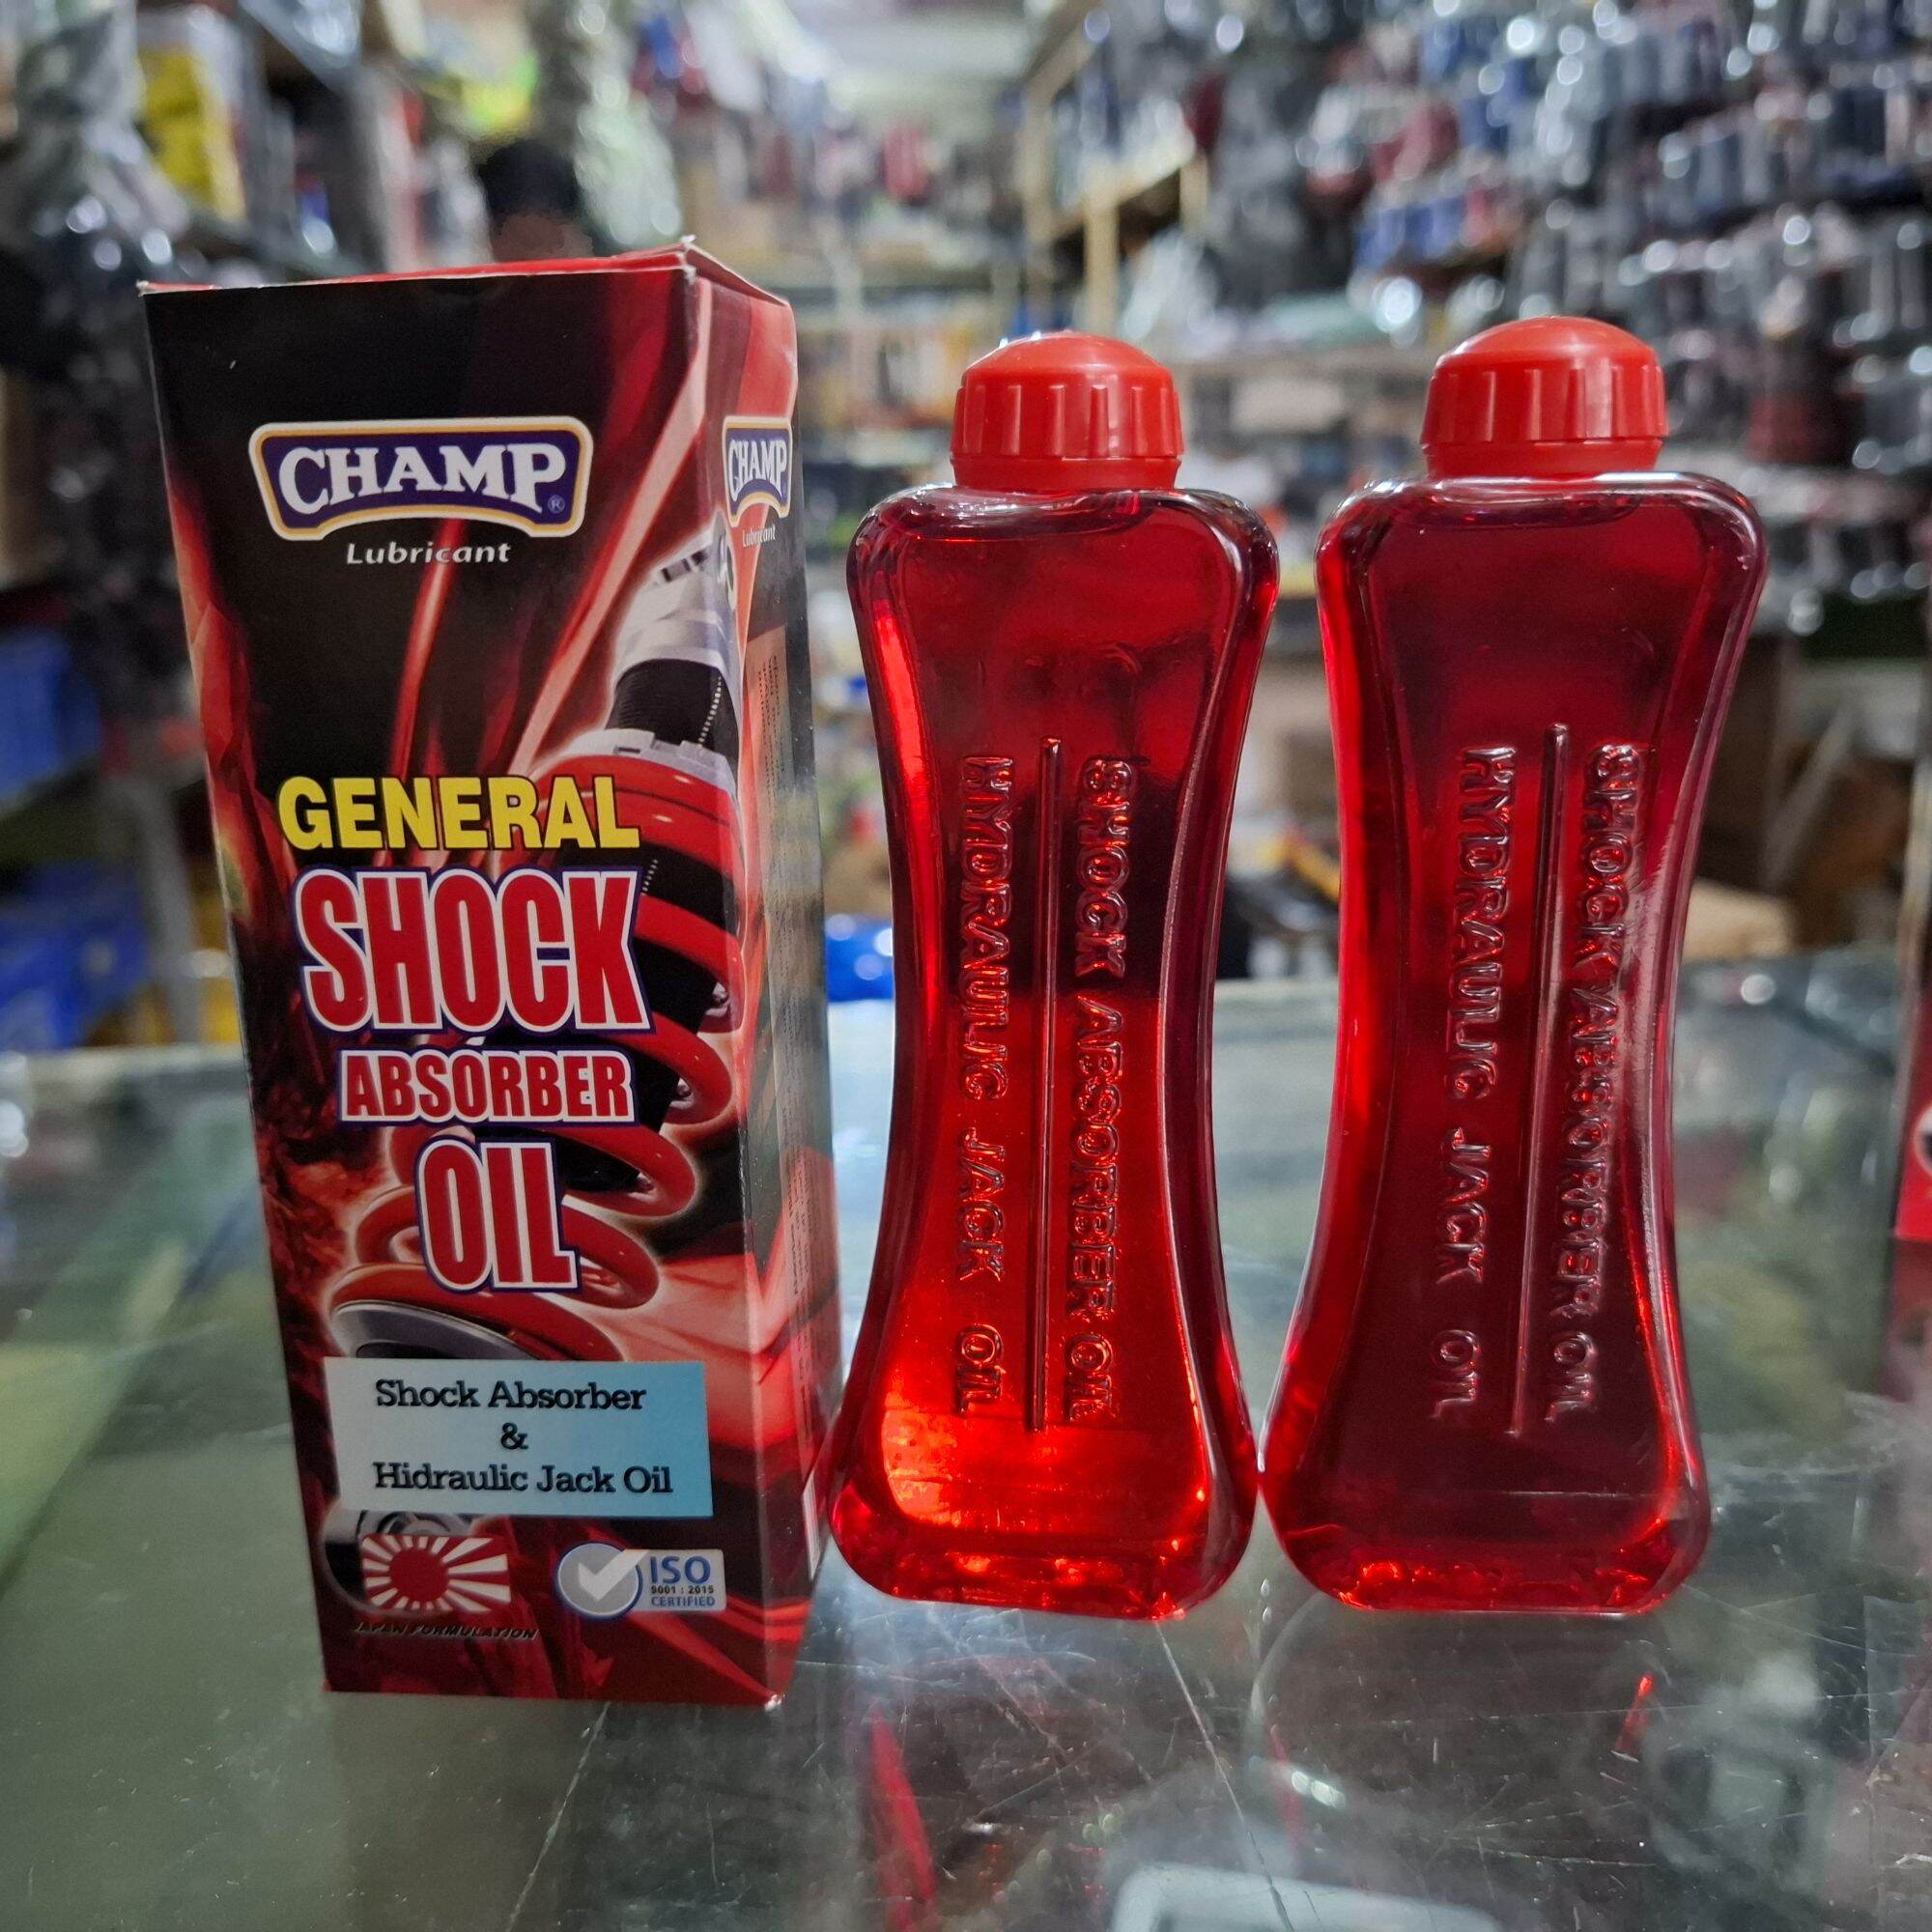 CHAMP®
Lubricant
GENERAL
SHOCK
ABSORBER
OIL
Shock Absorber
&
Hidraulic Jack Oil
JAPAN FORMULATION
ISO
9001 : 2015
CERTIFIED
CHAMP
Lubricant
SHOCK ABSORBER OIL
HYDRAULIC JACK OIL
SHOCK ABSORBER OIL
HYDRAULIC JACK OIL